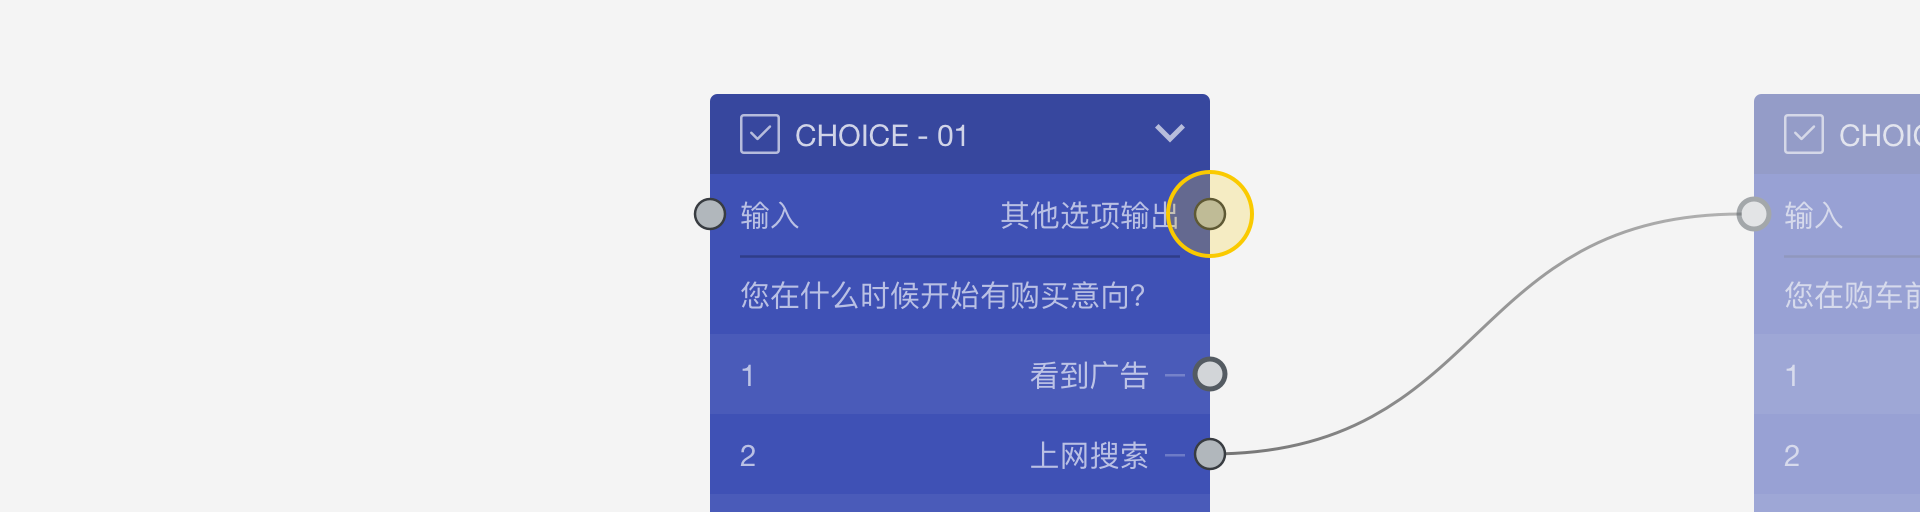 CHOICE - 01
输入
其他选项输出
您在什么时候开始有购买意向?
1
看到广告
2
上网搜索
CHOIC
输入
您在购车前
1
2